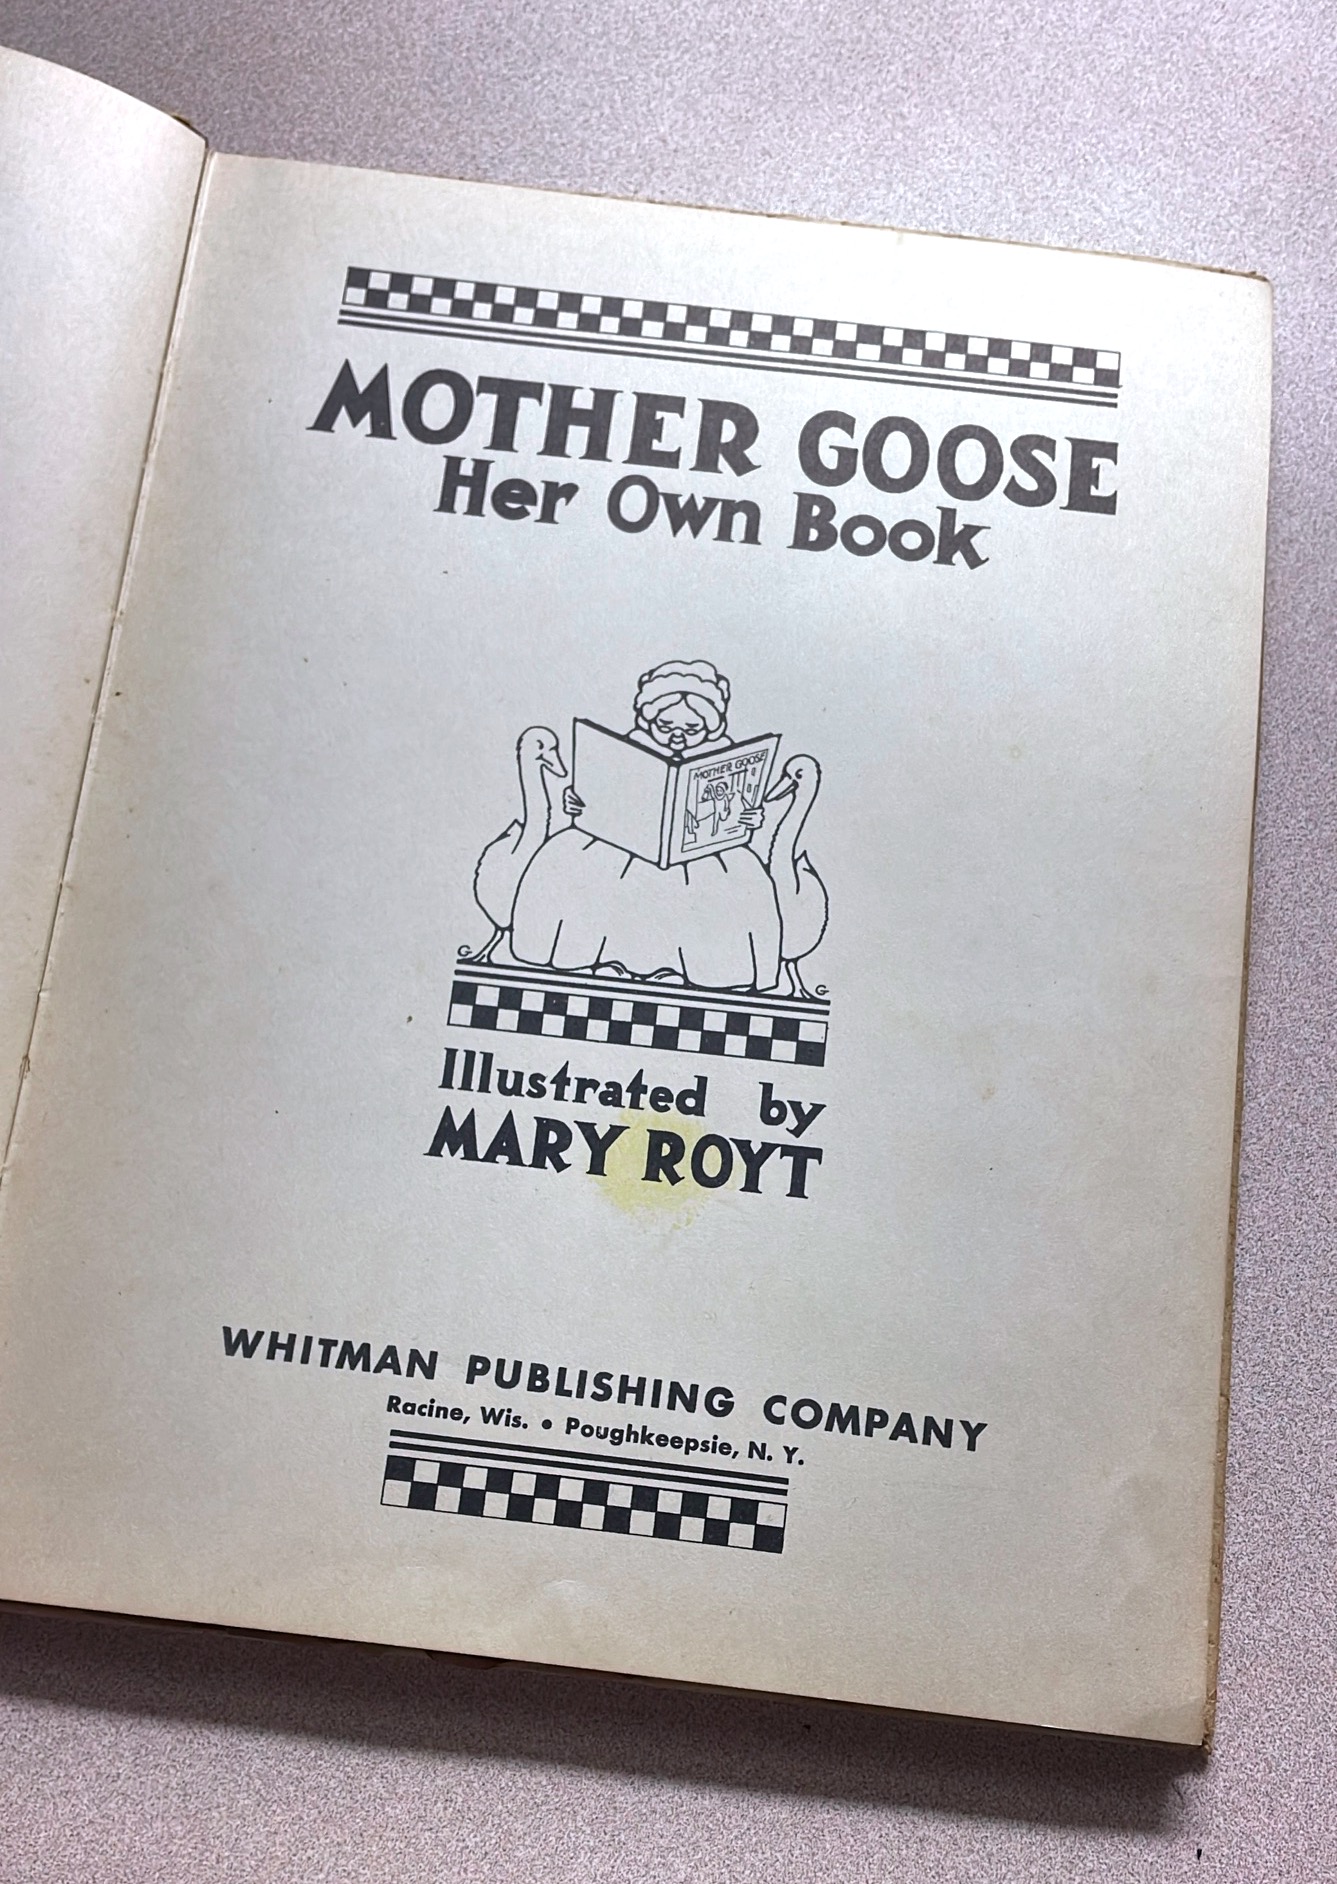 MOTHER GOOSE
Her Own Book
MOTHER GOOSE
G
G
Illustrated by
MARY ROYT
WHITMAN PUBLISHING COMPANY
Racine, Wis. • Poughkeepsie, N. Y.